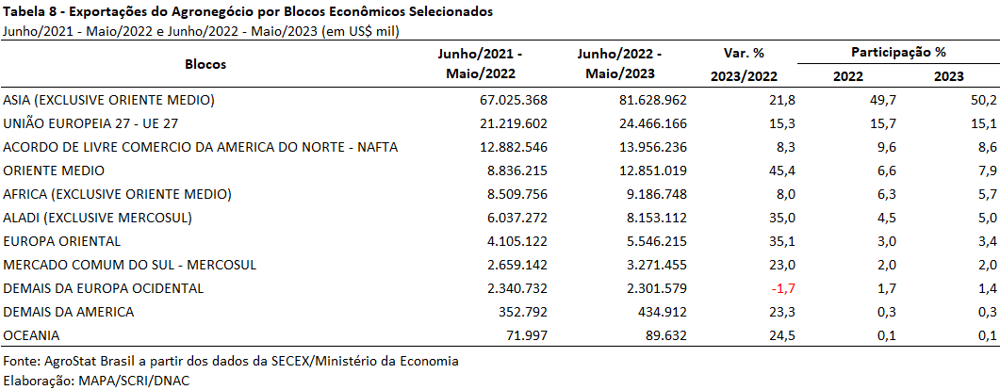 Tabela 8 - Exportações do Agronegócio por Blocos Econômicos Selecionados
Junho/2021 - Maio/2022 e Junho/2022 - Maio/2023 (em US$ mil)
Blocos Junho/2021 - Maio/2022 Junho/2022 - Maio/2023 Var. % 2023/2022 Participação %
2022 2023
ASIA (EXCLUSIVE ORIENTE MEDIO) 67.025.368 81.628.962 21,8 49,7 50,2
UNIÃO EUROPEIA 27 - UE 27 21.219.602 24.466.166 15,3 15,7 15,1
ACORDO DE LIVRE COMERCIO DA AMERICA DO NORTE - NAFTA 12.882.546 13.956.236 8,3 9,6 8,6
ORIENTE MEDIO 8.836.215 12.851.019 45,4 6,6 7,9
AFRICA (EXCLUSIVE ORIENTE MEDIO) 8.509.756 9.186.748 8,0 6,3 5,7
ALADI (EXCLUSIVE MERCOSUL) 6.037.272 8.153.112 35,0 4,5 5,0
EUROPA ORIENTAL 4.105.122 5.546.215 35,1 3,0 3,4
MERCADO COMUM DO SUL - MERCOSUL 2.659.142 3.271.455 23,0 2,0 2,0
DEMAIS DA EUROPA OCIDENTAL 2.340.732 2.301.579 -1,7 1,7 1,4
DEMAIS DA AMERICA 352.792 434.912 23,3 0,3 0,3
OCEANIA 71.997 89.632 24,5 0,1 0,1
Fonte: AgroStat Brasil a partir dos dados da SECEX/Ministério da Economia
Elaboração: MAPA/SCRI/DNAC